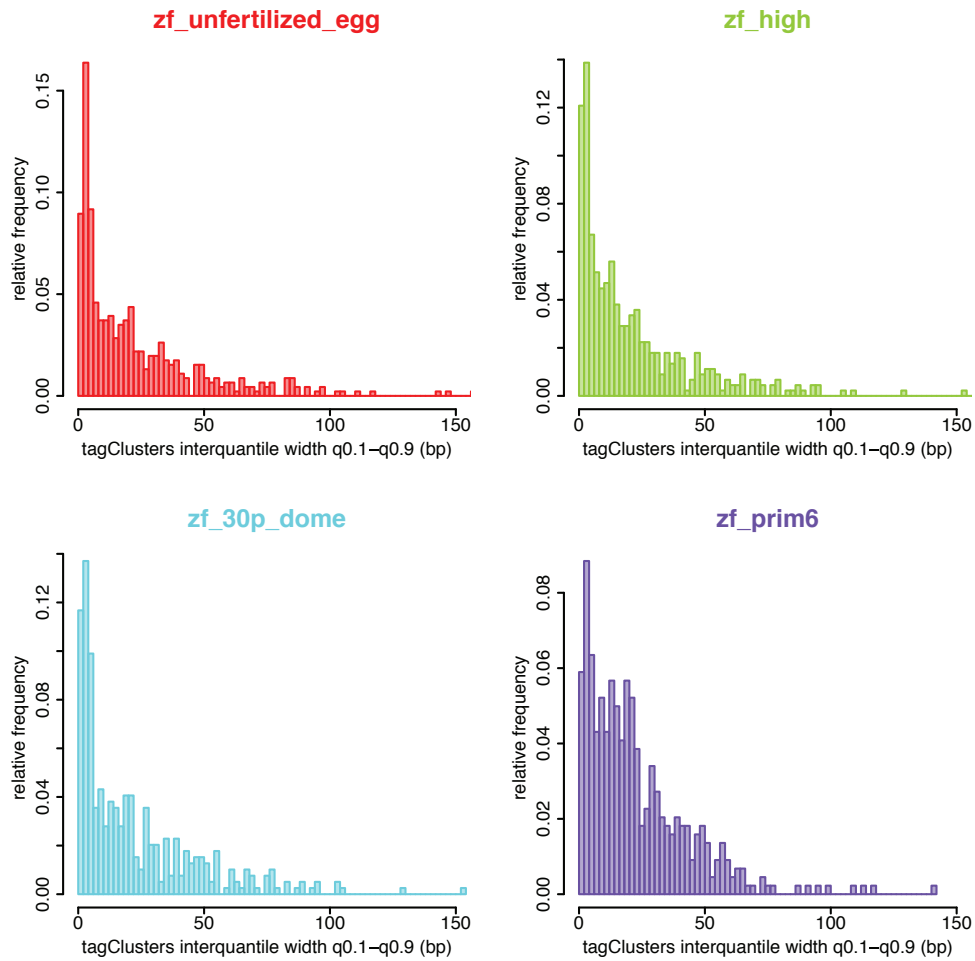 zf_unfertilized_egg
relative frequency
0.00 0.05 0.10 0.15
0 50 100 150
tagClusters interquantile width q0.1–q0.9 (bp)
zf_high
relative frequency
0.00 0.04 0.08 0.12
0 50 100 150
tagClusters interquantile width q0.1–q0.9 (bp)
zf_30p_dome
relative frequency
0.00 0.04 0.08 0.12
0 50 100 150
tagClusters interquantile width q0.1–q0.9 (bp)
zf_prim6
relative frequency
0.00 0.02 0.04 0.06 0.08
0 50 100 150
tagClusters interquantile width q0.1–q0.9 (bp)